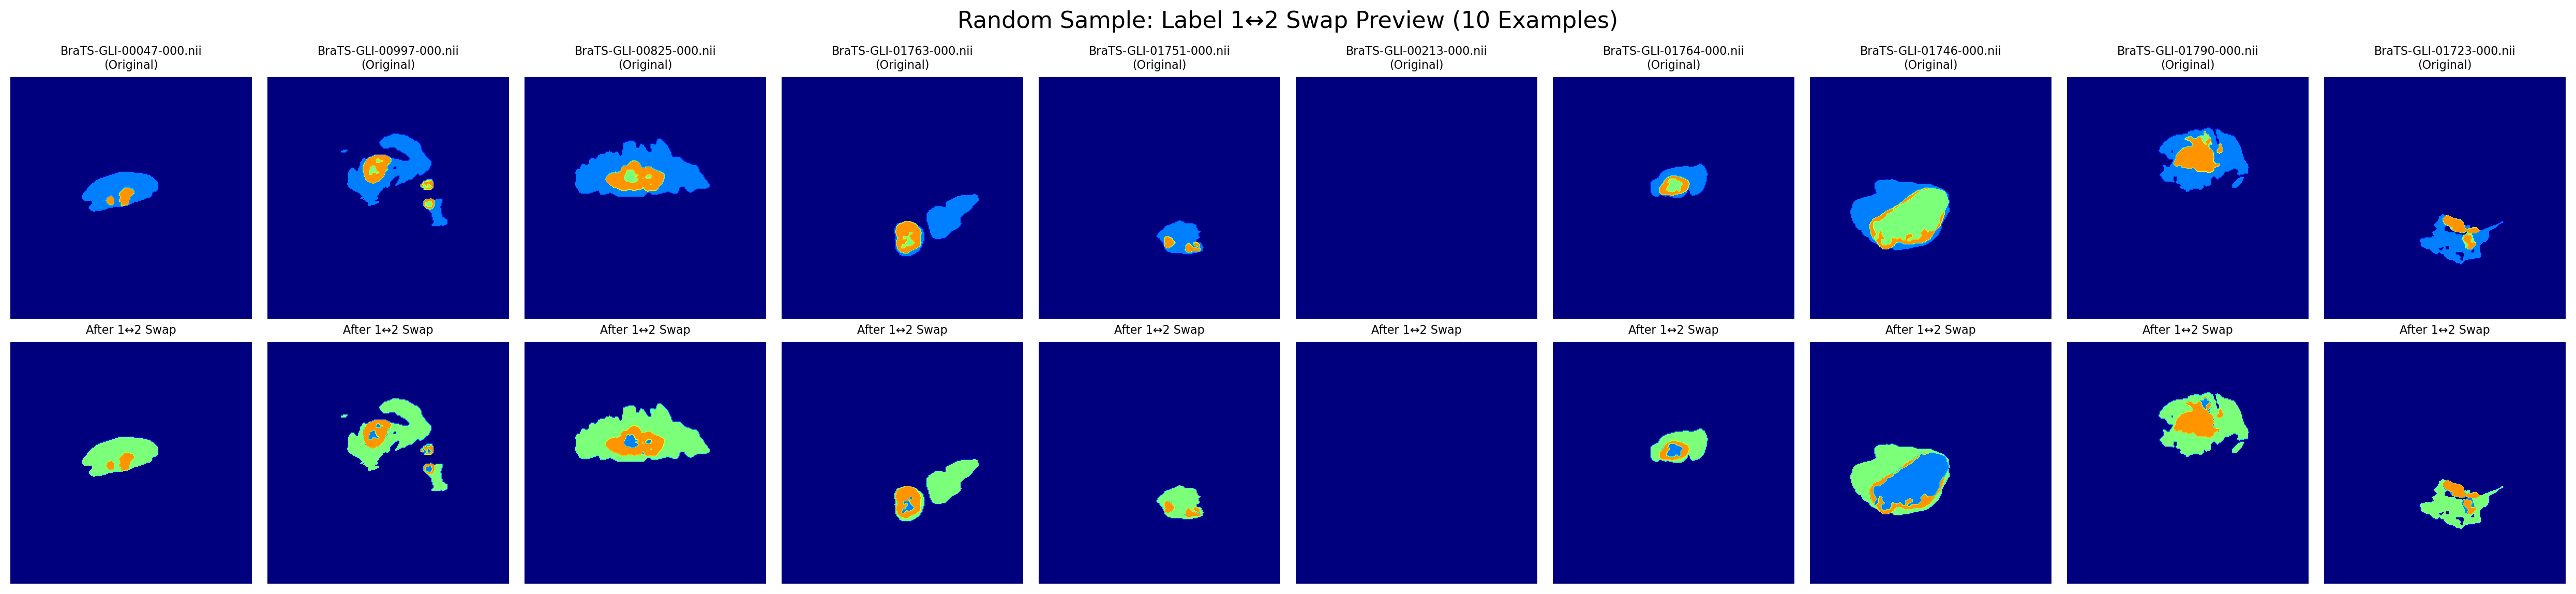 Random Sample: Label 1↔2 Swap Preview (10 Examples)
BraTS-GLI-00047-000.nii
(Original)
BraTS-GLI-00997-000.nii
(Original)
BraTS-GLI-00825-000.nii
(Original)
BraTS-GLI-01763-000.nii
(Original)
BraTS-GLI-01751-000.nii
(Original)
BraTS-GLI-00213-000.nii
(Original)
BraTS-GLI-01764-000.nii
(Original)
BraTS-GLI-01746-000.nii
(Original)
BraTS-GLI-01790-000.nii
(Original)
BraTS-GLI-01723-000.nii
(Original)
After 1↔2 Swap
After 1↔2 Swap
After 1↔2 Swap
After 1↔2 Swap
After 1↔2 Swap
After 1↔2 Swap
After 1↔2 Swap
After 1↔2 Swap
After 1↔2 Swap
After 1↔2 Swap